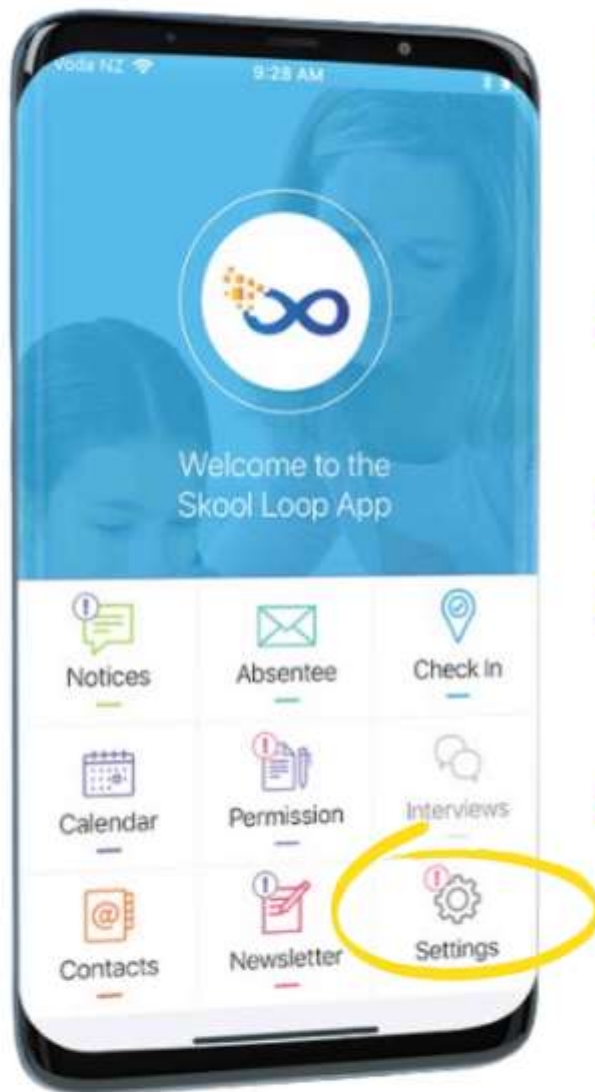 Voda NZ 9:28 AM
Welcome to the
Skool Loop App
Notices Absentee Check In
Calendar Permission Interviews
Contacts Newsletter Settings